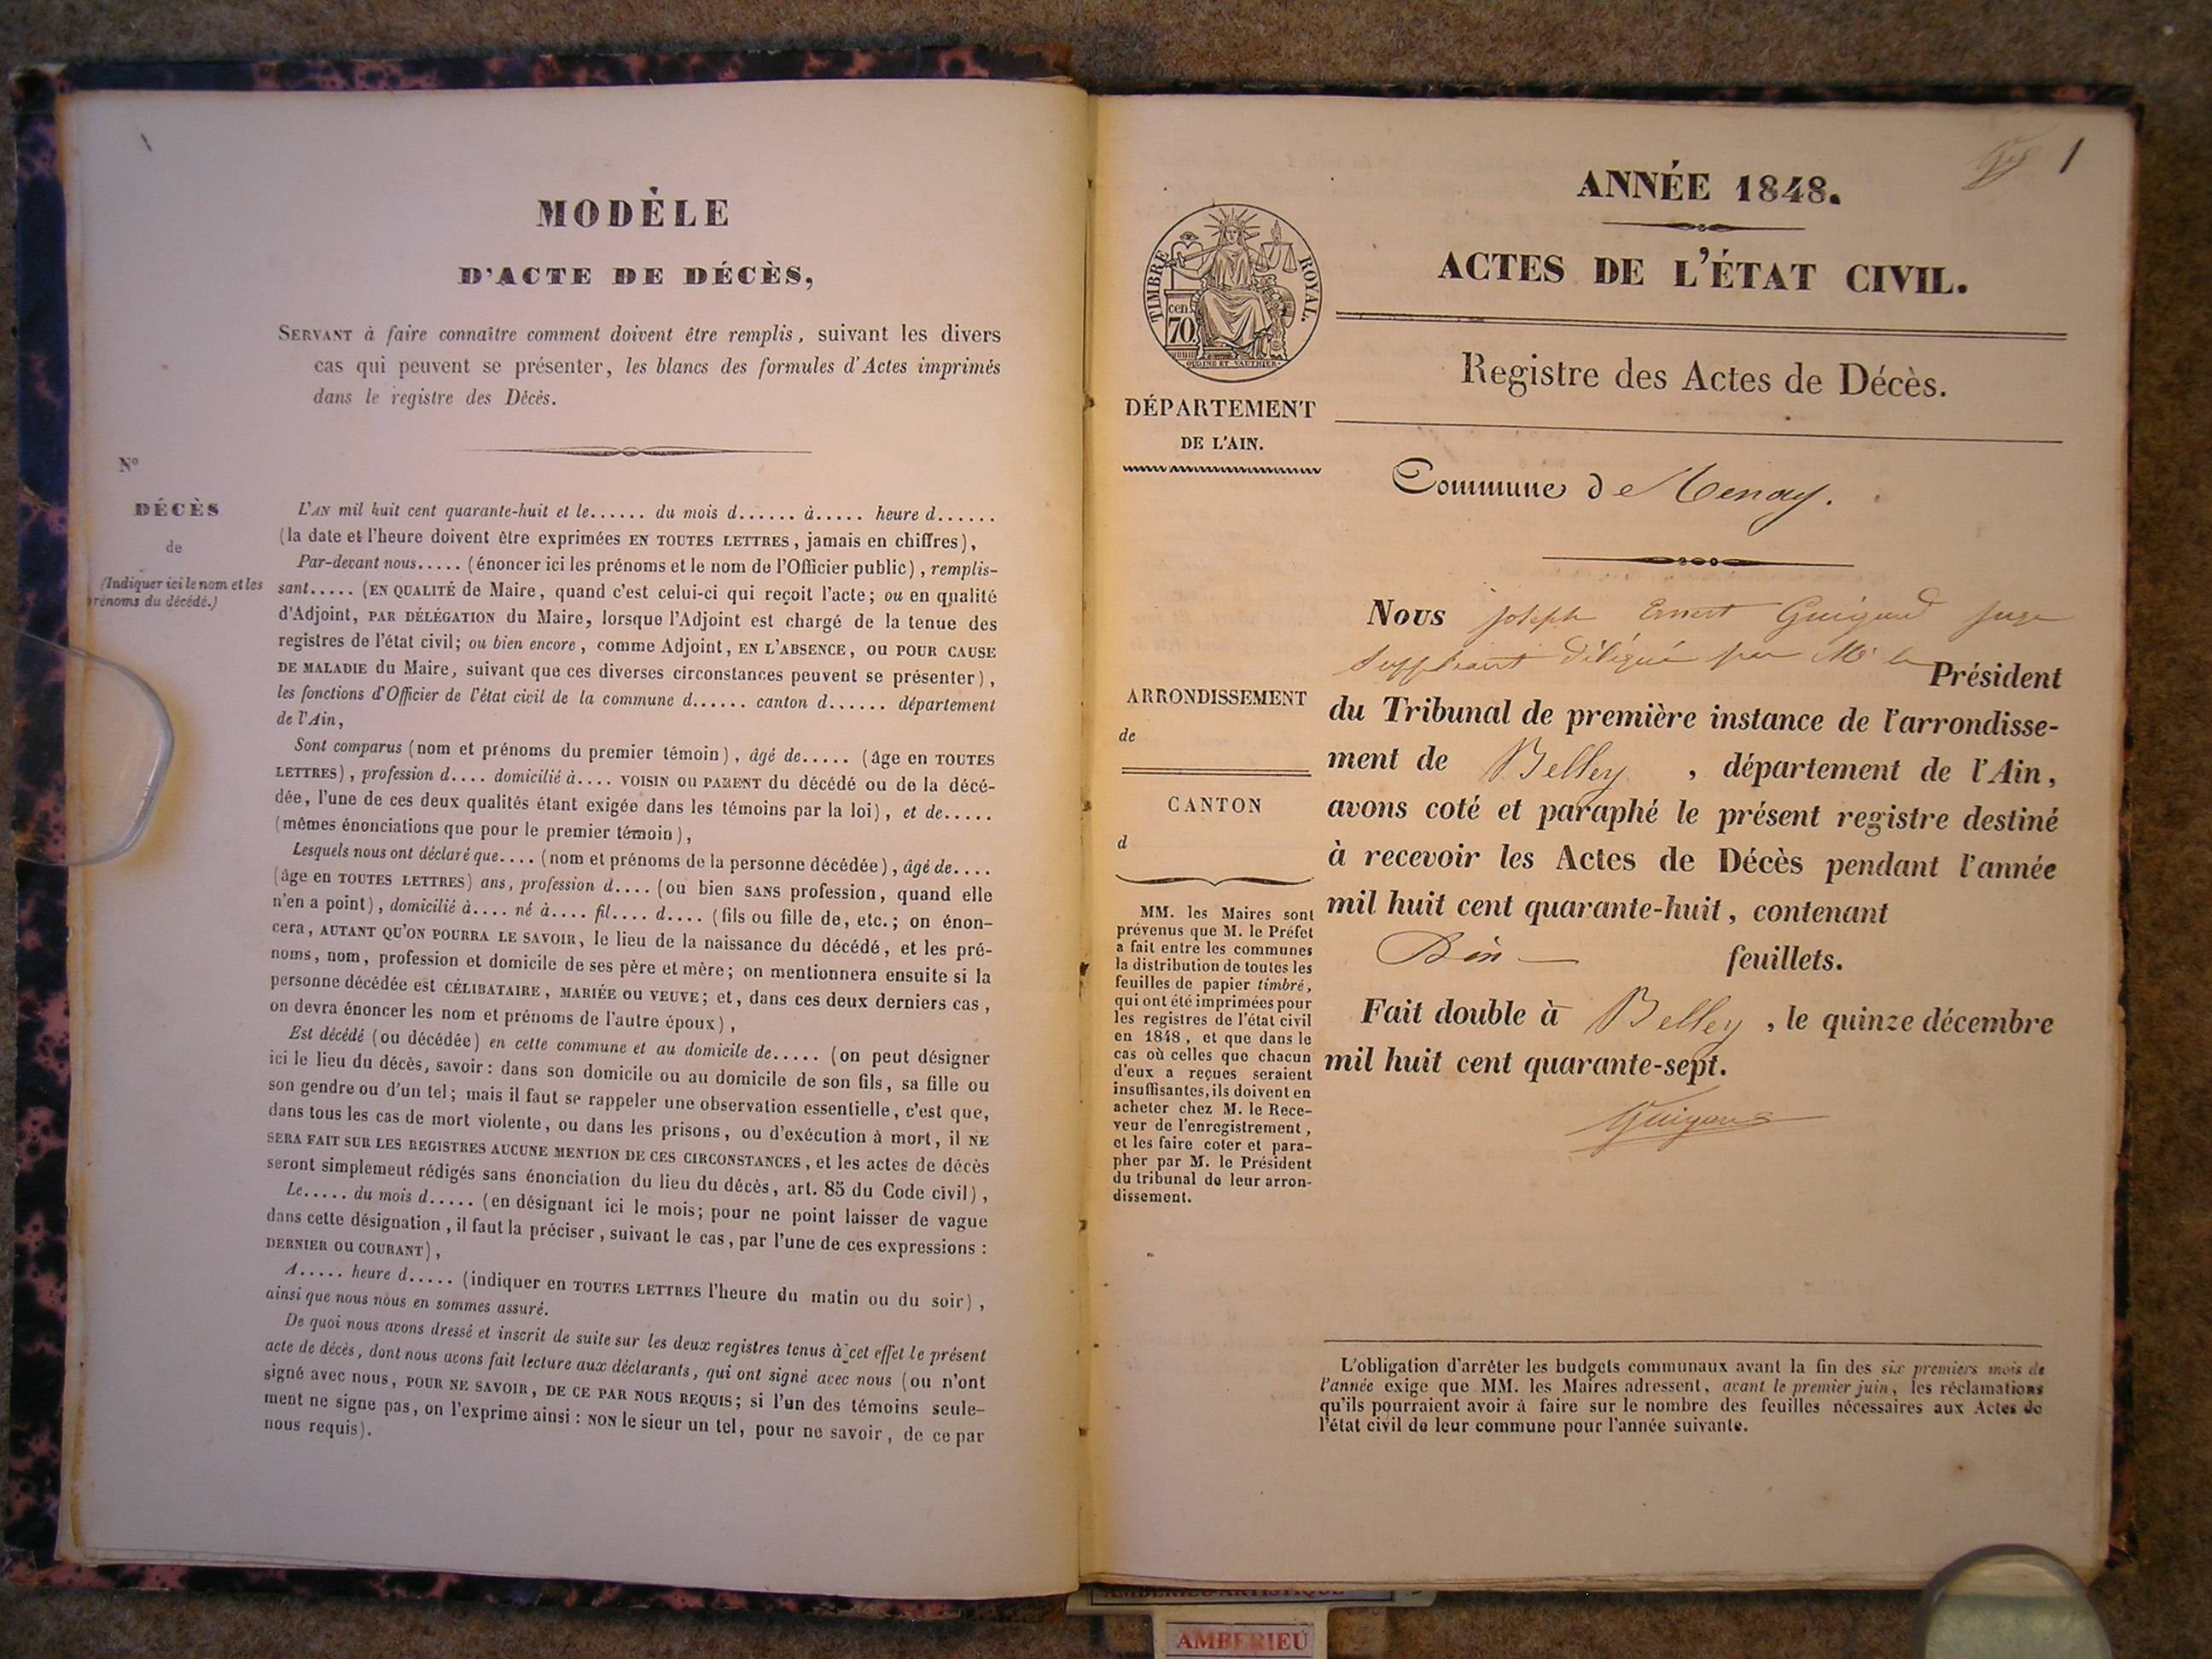 MODÈLE
D'ACTE DE DÉCÈS,
SERVANT à faire connaître comment doivent être remplis, suivant les divers
cas qui peuvent se présenter, les blancs des formules d'Actes imprimés
dans le registre des Décès.
N°
DÉCÈS
de
(Indiquer ici le nom et les
prénoms du décédé.)
L'AN mil huit cent quarante-huit et le...... du mois d...... à..... heure d......
(la date et l'heure doivent être exprimées EN TOUTES LETTRES, jamais en chiffres),
Par-devant nous..... (énoncer ici les prénoms et le nom de l'Officier public), remplis-
sant..... (EN QUALITÉ de Maire, quand c'est celui-ci qui reçoit l'acte; ou en qualité
d'Adjoint, PAR DÉLÉGATION du Maire, lorsque l'Adjoint est chargé de la tenue des
registres de l'état civil; ou bien encore, comme Adjoint, EN L'ABSENCE, OU POUR CAUSE
DE MALADIE du Maire, suivant que ces diverses circonstances peuvent se présenter),
les fonctions d'Officier de l'état civil de la commune d...... canton d...... département
de l'Ain,
Sont comparus (nom et prénoms du premier témoin), âgé de..... (âge en TOUTES
LETTRES), profession d.... domicilié à.... VOISIN OU PARENT du décédé ou de la décé-
dée, l'une de ces deux qualités étant exigée dans les témoins par la loi), et de.....
(mêmes énonciations que pour le premier témoin),
Lesquels nous ont déclaré que.... (nom et prénoms de la personne décédée), âgé de....
(âge en TOUTES LETTRES) ans, profession d.... (ou bien SANS profession, quand elle
n'en a point), domicilié à.... né à.... fil.... d.... (fils ou fille de, etc.; on énon-
cera, AUTANT QU'ON POURRA LE SAVOIR, le lieu de la naissance du décédé, et les pré-
noms, nom, profession et domicile de ses père et mère; on mentionnera ensuite si la
personne décédée est CÉLIBATAIRE, MARIÉE OU VEUVE; et, dans ces deux derniers cas,
on devra énoncer les nom et prénoms de l'autre époux),
Est décédé (ou décédée) en cette commune et au domicile de..... (on peut désigner
ici le lieu du décès, savoir: dans son domicile ou au domicile de son fils, sa fille ou
son gendre ou d'un tel; mais il faut se rappeler une observation essentielle, c'est que,
dans tous les cas de mort violente, ou dans les prisons, ou d'exécution à mort, il NE
SERA FAIT SUR LES REGISTRES AUCUNE MENTION DE CES CIRCONSTANCES, et les actes de décès
seront simplement rédigés sans énonciation du lieu du décès, art. 85 du Code civil),
Le..... du mois d..... (en désignant ici le mois; pour ne point laisser de vague
dans cette désignation, il faut la préciser, suivant le cas, par l'une de ces expressions:
DERNIER OU COURANT),
A..... heure d..... (indiquer en TOUTES LETTRES l'heure du matin ou du soir),
ainsi que nous nous en sommes assuré.
De quoi nous avons dressé et inscrit de suite sur les deux registres tenus à cet effet le présent
acte de décès, dont nous avons fait lecture aux déclarants, qui ont signé avec nous (ou n'ont
signé avec nous, POUR NE SAVOIR, DE CE PAR NOUS REQUIS; si l'un des témoins seule-
ment ne signe pas, on l'exprime ainsi: NON le sieur un tel, pour ne savoir, de ce par
nous requis).
1
ANNÉE 1848.
ACTES DE L'ÉTAT CIVIL.
TIMBRE ROYAL.
cen.
70
OUDINÉ ET VAUTHIER
DÉPARTEMENT
DE L'AIN.
Registre des Actes de Décès.
Commune de Tenay.
Nous Joseph Ernest Guigard juge
suppléant délégué par Mr le Président
du Tribunal de première instance de l'arrondisse-
ment de Belley, département de l'Ain,
avons coté et paraphé le présent registre destiné
à recevoir les Actes de Décès pendant l'année
mil huit cent quarante-huit, contenant
feuillets.
Fait double à Belley, le quinze décembre
mil huit cent quarante-sept.
ARRONDISSEMENT
de
CANTON
d
MM. les Maires sont
prévenus que M. le Préfet
a fait entre les communes
la distribution de toutes les
feuilles de papier timbré,
qui ont été imprimées pour
les registres de l'état civil
en 1848, et que dans le
cas où celles que chacun
d'eux a reçues seraient
insuffisantes, ils doivent en
acheter chez M. le Rece-
veur de l'enregistrement,
et les faire coter et para-
pher par M. le Président
du tribunal de leur arron-
dissement.
L'obligation d'arrêter les budgets communaux avant la fin des six premiers mois de
l'année exige que MM. les Maires adressent, avant le premier juin, les réclamations
qu'ils pourraient avoir à faire sur le nombre des feuilles nécessaires aux Actes de
l'état civil de leur commune pour l'année suivante.
AMBERIEU ARTISTIQUE
AMBERIEU